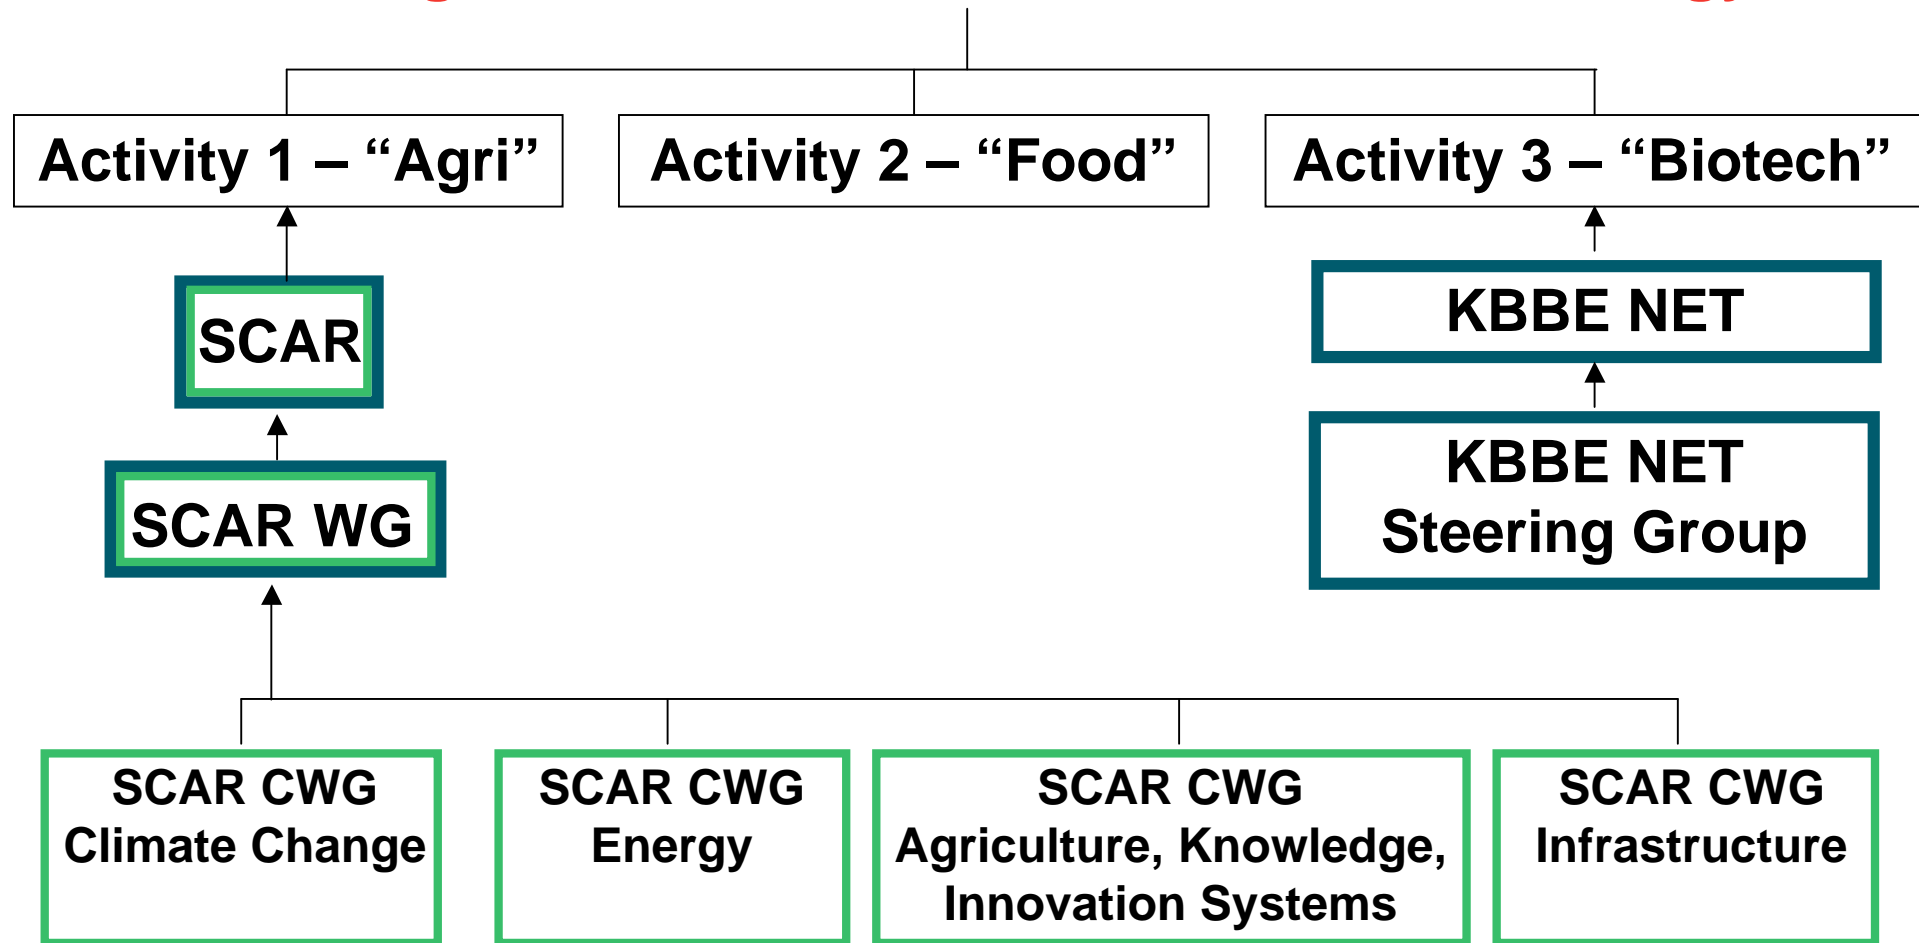 Activity 1 – “Agri”
Activity 2 – “Food”
Activity 3 – “Biotech”
SCAR
KBBE NET
SCAR WG
KBBE NET
Steering Group
SCAR CWG
Climate Change
SCAR CWG
Energy
SCAR CWG
Agriculture, Knowledge,
Innovation Systems
SCAR CWG
Infrastructure